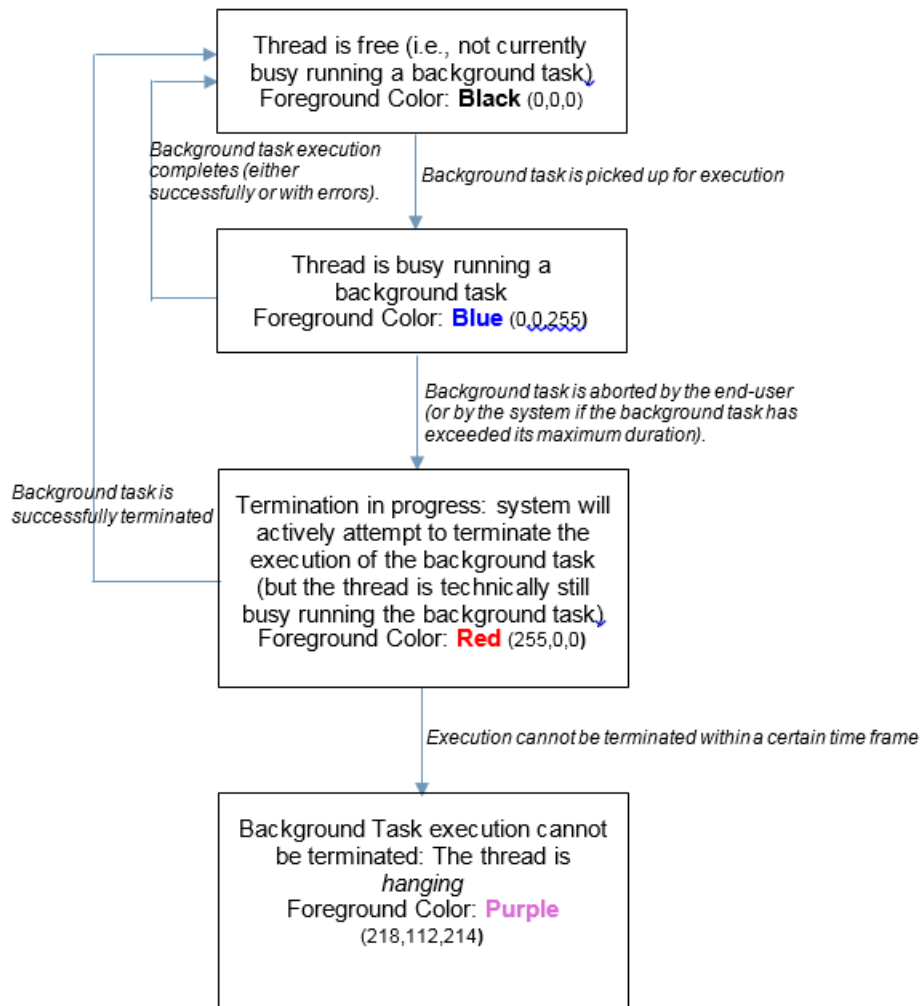 Thread is free (i.e., not currently
busy running a background task)
Foreground Color: Black (0,0,0)
Background task execution
completes (either
successfully or with errors).
Background task is picked up for execution
Thread is busy running a
background task
Foreground Color: Blue (0,0,255)
Background task is aborted by the end-user
(or by the system if the background task has
exceeded its maximum duration).
Background task is
successfully terminated
Termination in progress: system will
actively attempt to terminate the
execution of the background task
(but the thread is technically still
busy running the background task)
Foreground Color: Red (255,0,0)
Execution cannot be terminated within a certain time frame
Background Task execution cannot
be terminated: The thread is
hanging
Foreground Color: Purple
(218,112,214)